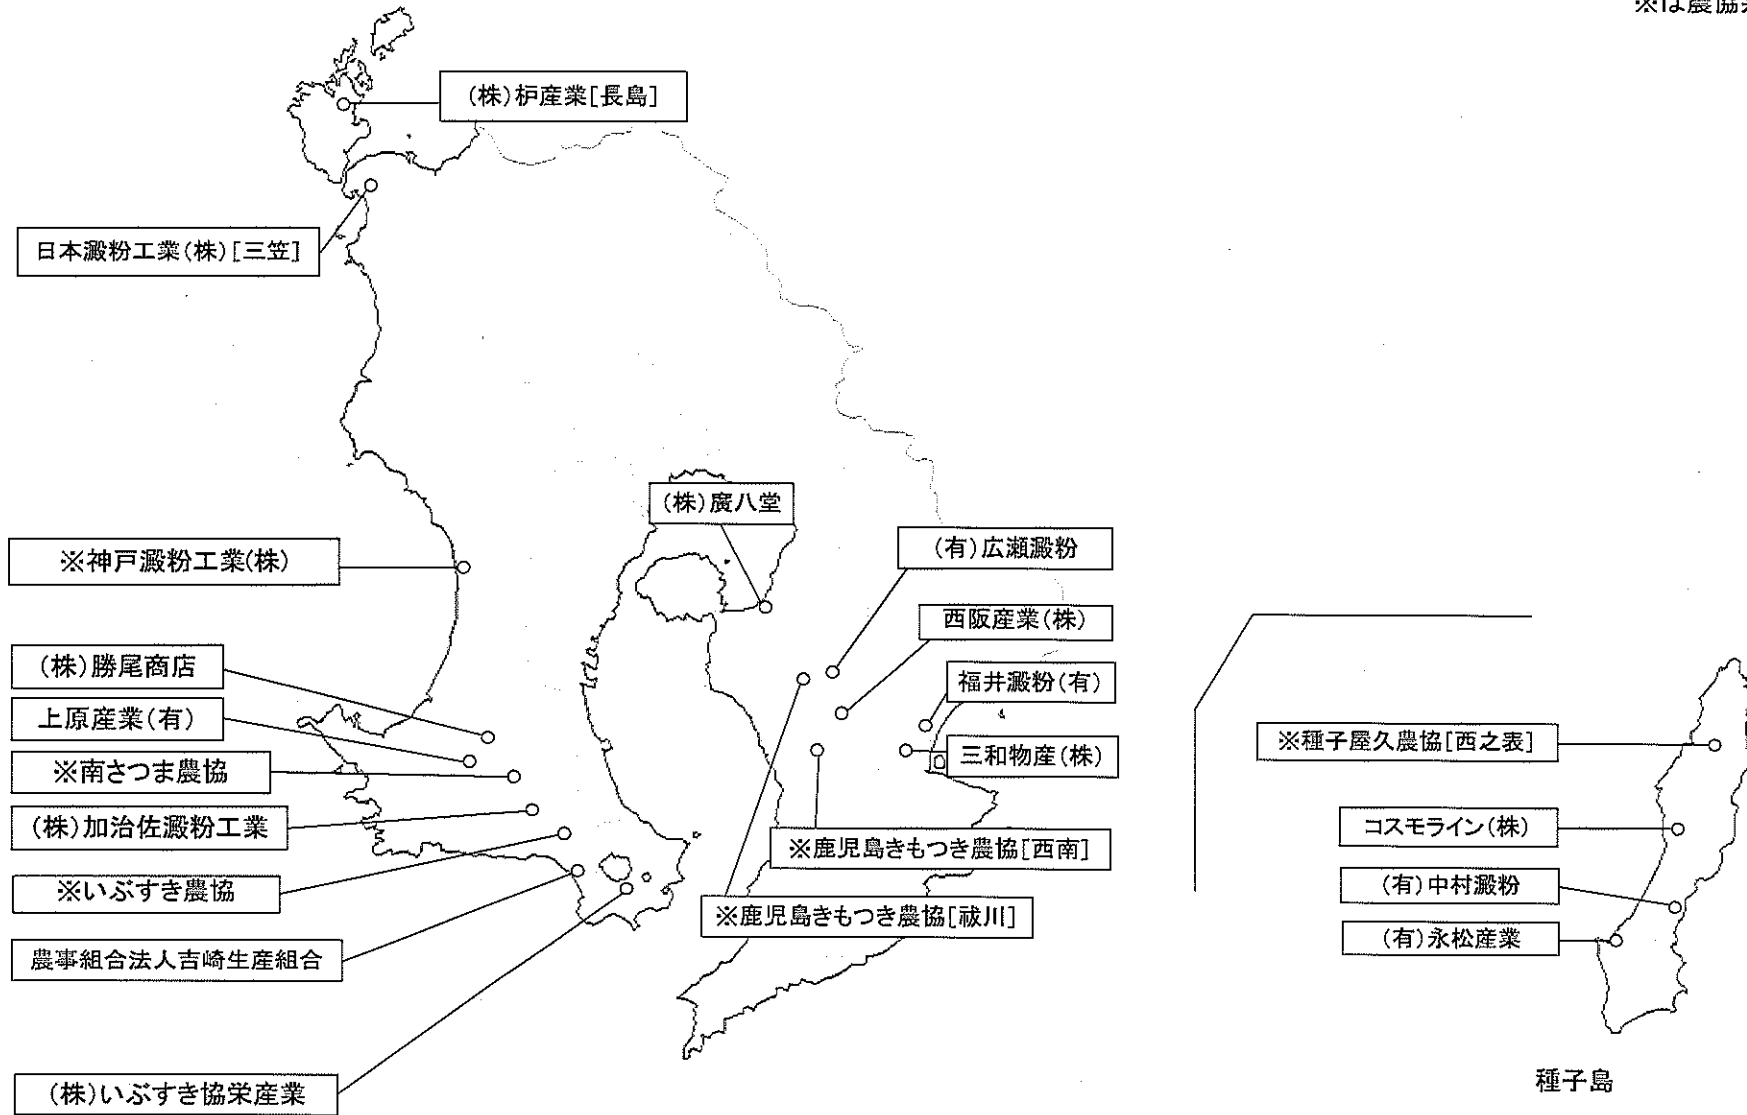 ※は農協系
(株)枦産業[長島]
日本澱粉工業(株)[三笠]
(株)廣八堂
※神戸澱粉工業(株)
(有)広瀬澱粉
西阪産業(株)
(株)勝尾商店
福井澱粉(有)
上原産業(有)
三和物産(株)
※種子屋久農協[西之表]
※南さつま農協
(株)加治佐澱粉工業
コスモライン(株)
※鹿児島きもつき農協[西南]
※いぶすき農協
(有)中村澱粉
※鹿児島きもつき農協[祓川]
(有)永松産業
農事組合法人吉崎生産組合
(株)いぶすき協栄産業
種子島